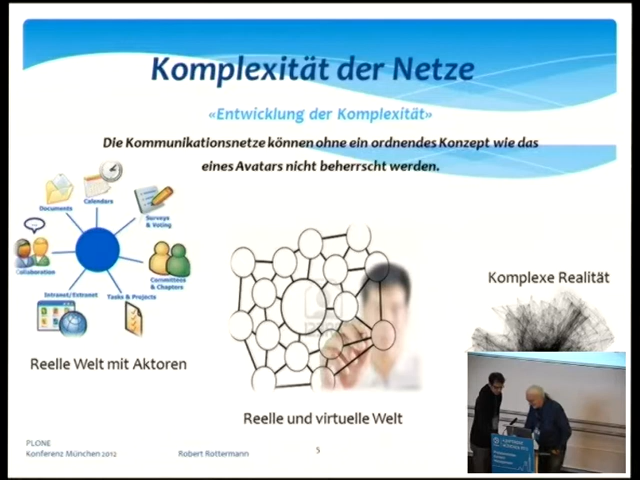 Komplexität der Netze
«Entwicklung der Komplexität»
Die Kommunikationsnetze können ohne ein ordnendes Konzept wie das
eines Avatars nicht beherrscht werden.
Documents
Calendars
Surveys
& Voting
Collaboration
Committees
& Chapters
Intranet/Extranet
Tasks & Projects
Reelle Welt mit Aktoren
Reelle und virtuelle Welt
Komplexe Realität
PLONE
Konferenz München 2012
Robert Rottermann
5